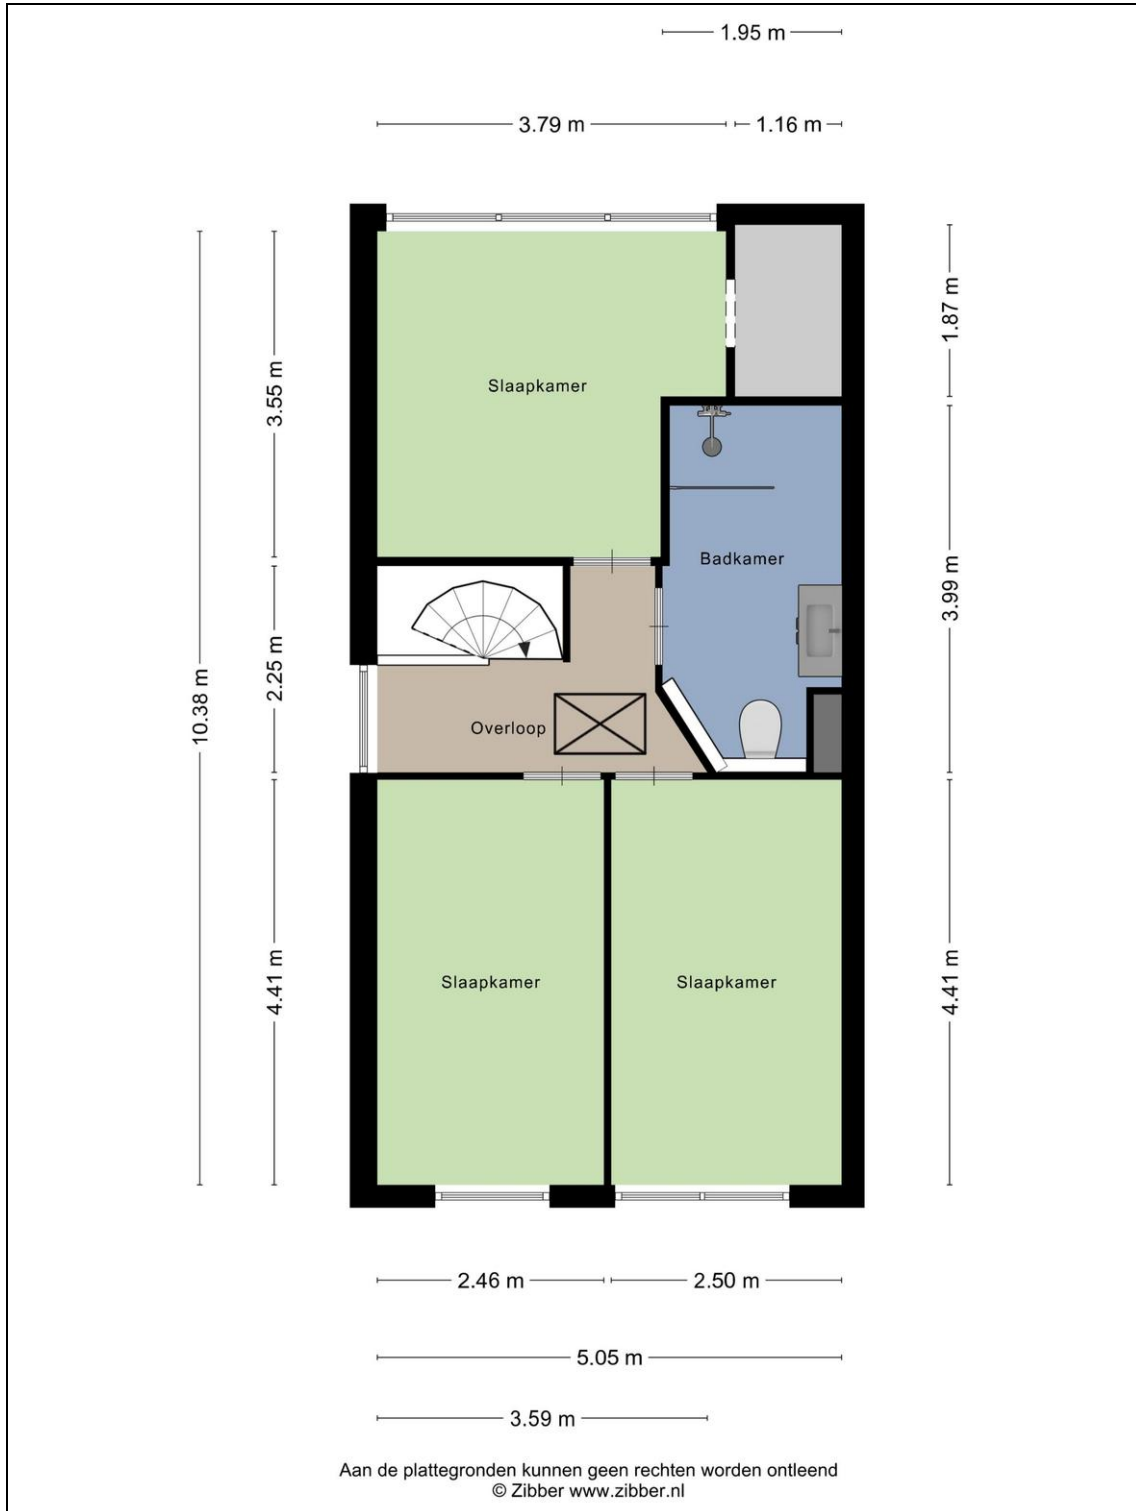 1.95 m
3.79 m
1.16 m
3.55 m
1.87 m
Slaapkamer
Badkamer
3.99 m
2.25 m
10.38 m
Overloop
4.41 m
Slaapkamer
Slaapkamer
4.41 m
2.46 m
2.50 m
5.05 m
3.59 m
Aan de plattegronden kunnen geen rechten worden ontleend
© Zibber www.zibber.nl